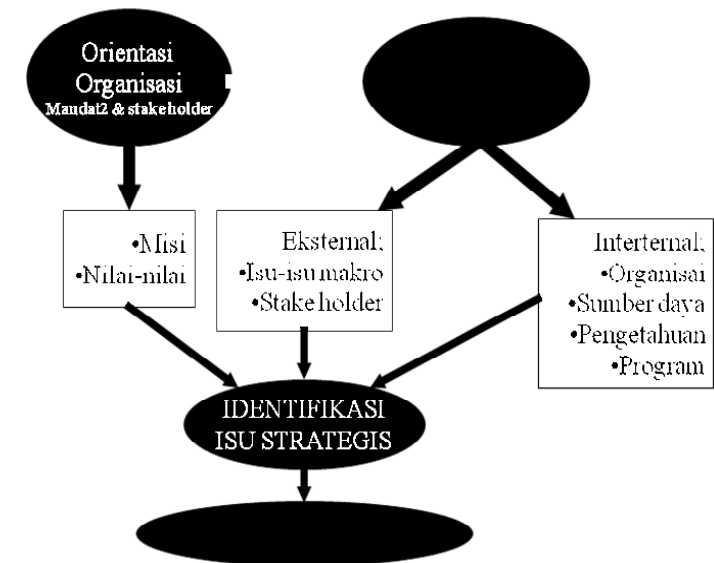 Orientasi
Organisasi
Mandat2 & stakeholder
•Misi
•Nilai-nilai
Eksternal;
•Isu-isu makro
•Stake holder
Interternal;
•Organisai
•Sumber daya
•Pengetahuan
•Program
IDENTIFIKASI
ISU STRATEGIS